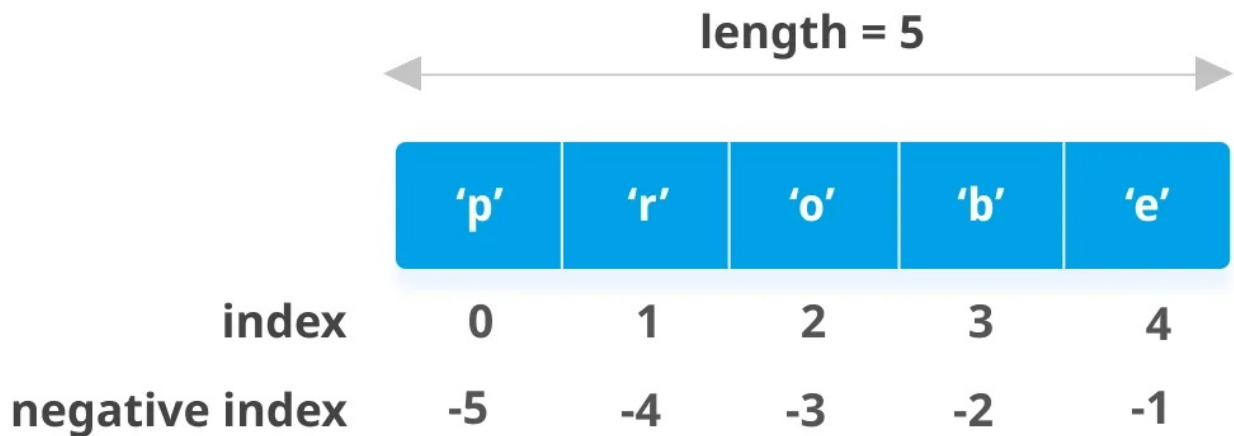 length = 5
‘p’ ‘r’ ‘o’ ‘b’ ‘e’
index 0 1 2 3 4
negative index -5 -4 -3 -2 -1